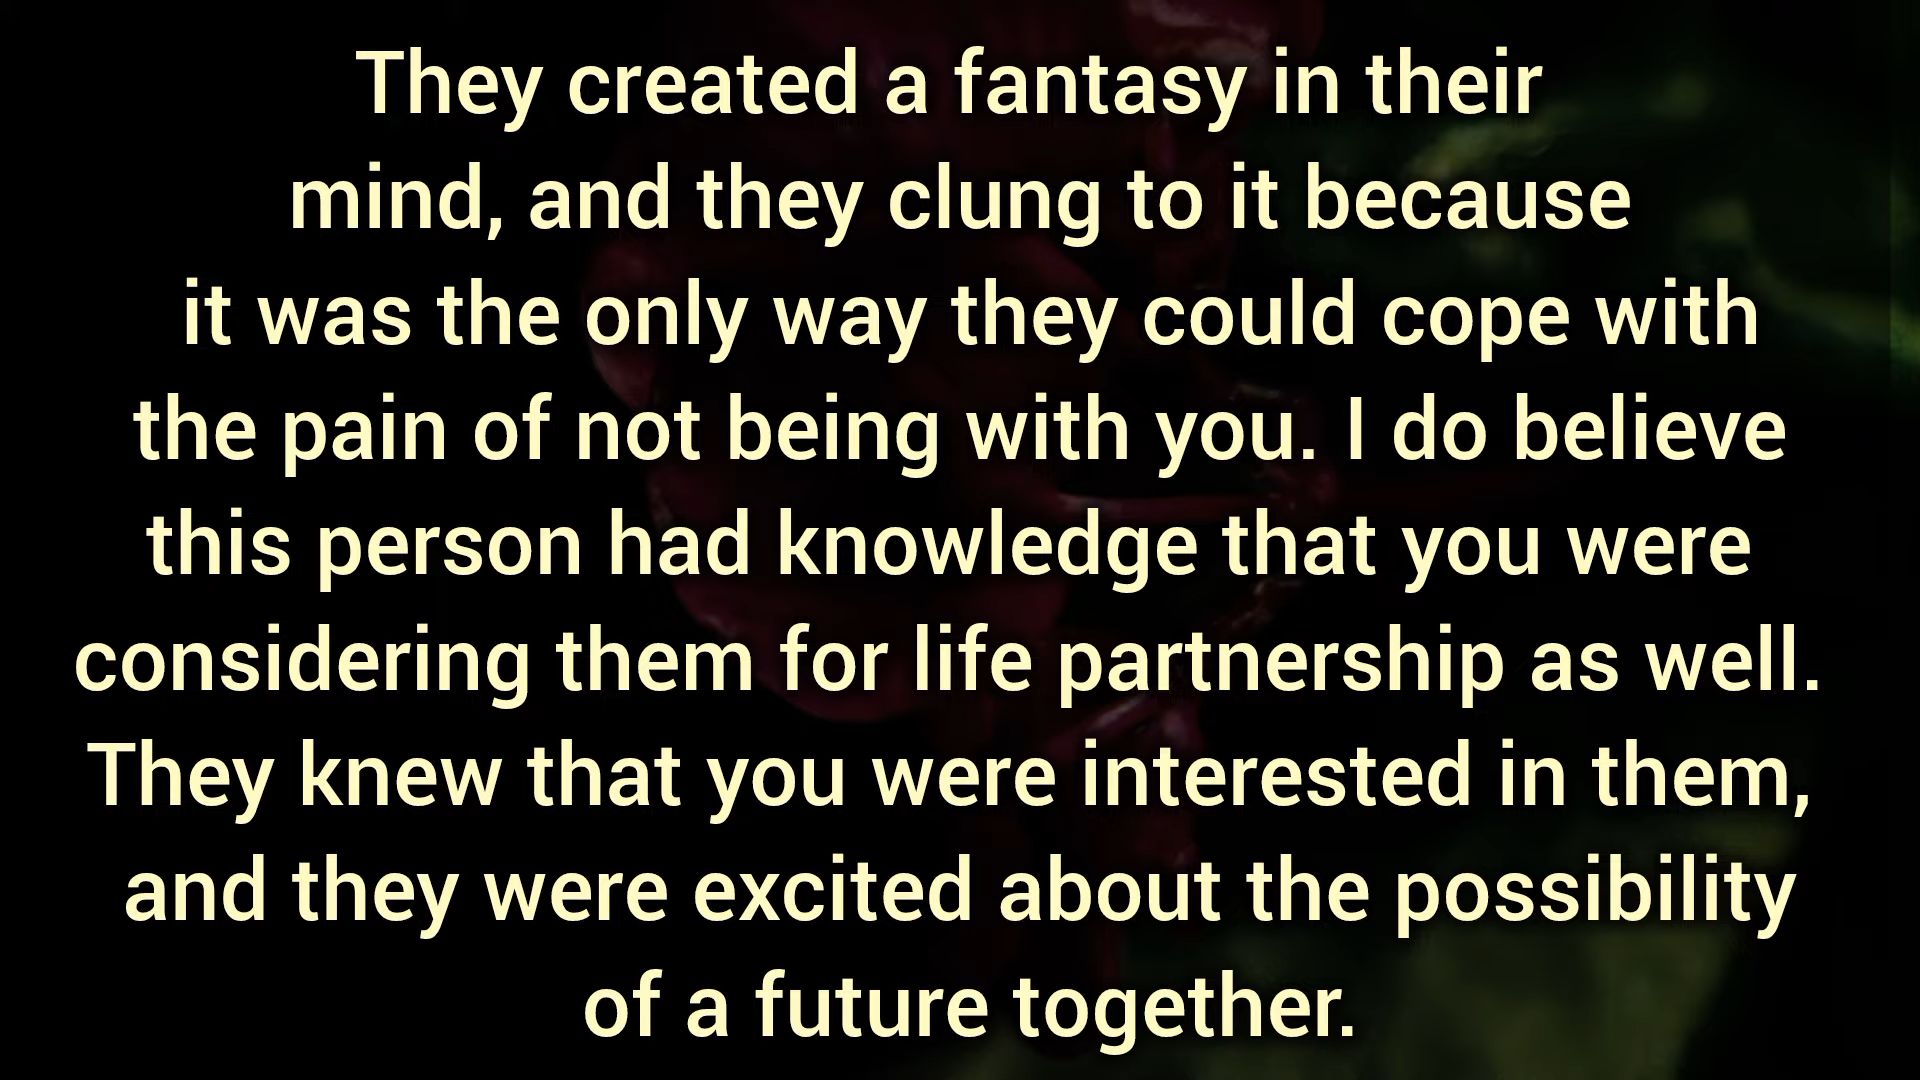 They created a fantasy in their
mind, and they clung to it because
it was the only way they could cope with
the pain of not being with you. I do believe
this person had knowledge that you were
considering them for life partnership as well.
They knew that you were interested in them,
and they were excited about the possibility
of a future together.